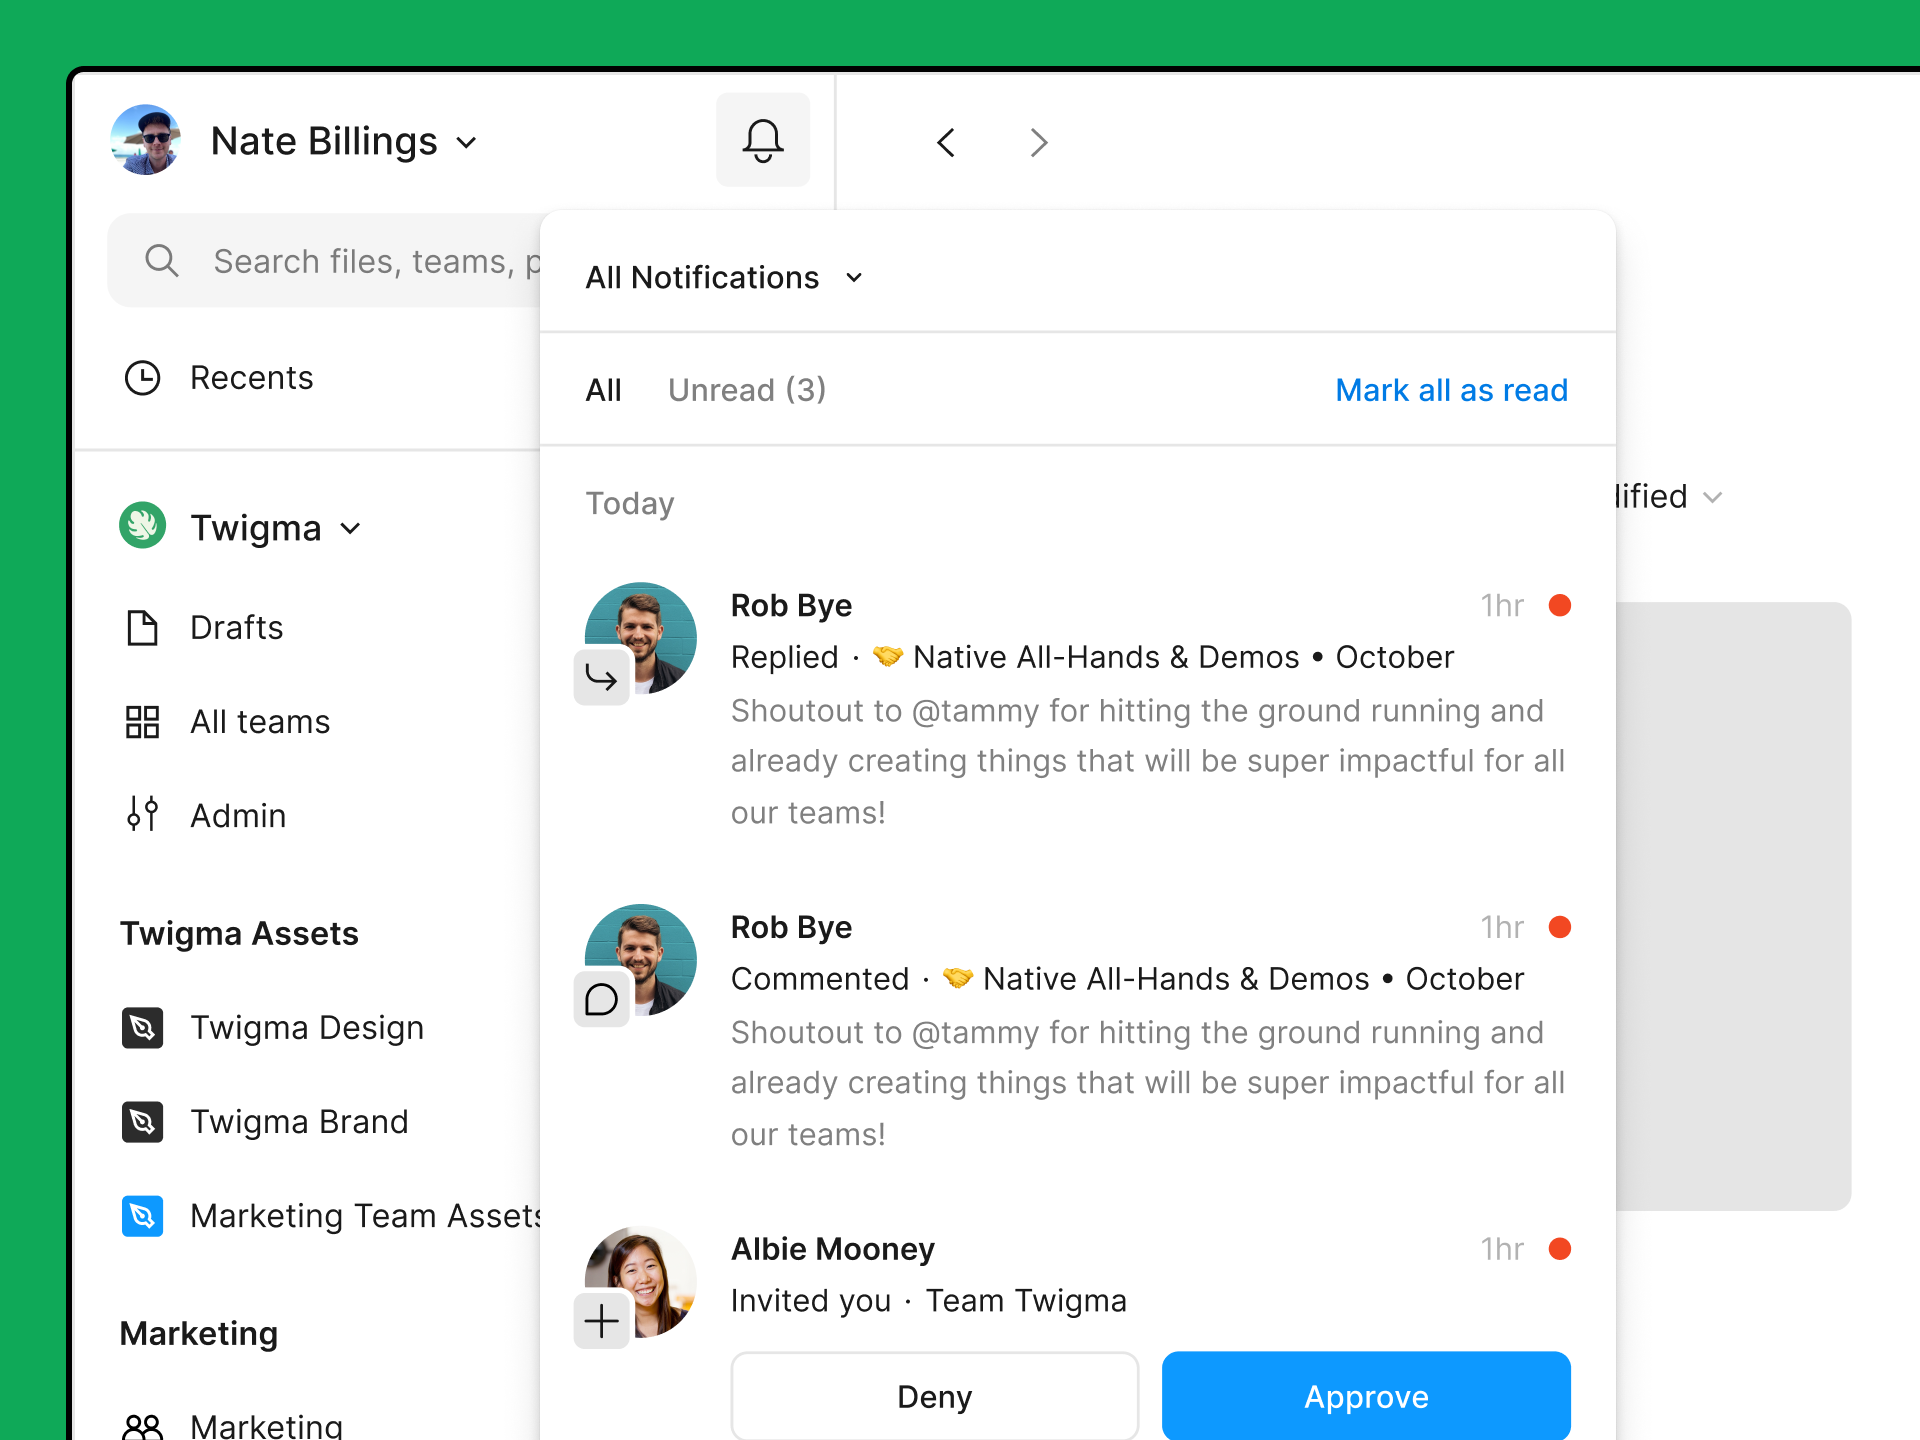 Nate Billings
Search files, teams, p
Recents
Twigma
Drafts
All teams
Admin
Twigma Assets
Twigma Design
Twigma Brand
Marketing Team Assets
Marketing
Marketing
All Notifications
All
Unread (3)
Mark all as read
Today
Rob Bye
1hr
Replied · 🤝 Native All-Hands & Demos • October
Shoutout to @tammy for hitting the ground running and
already creating things that will be super impactful for all
our teams!
Rob Bye
1hr
Commented · 🤝 Native All-Hands & Demos • October
Shoutout to @tammy for hitting the ground running and
already creating things that will be super impactful for all
our teams!
Albie Mooney
1hr
Invited you · Team Twigma
Deny
Approve
ified